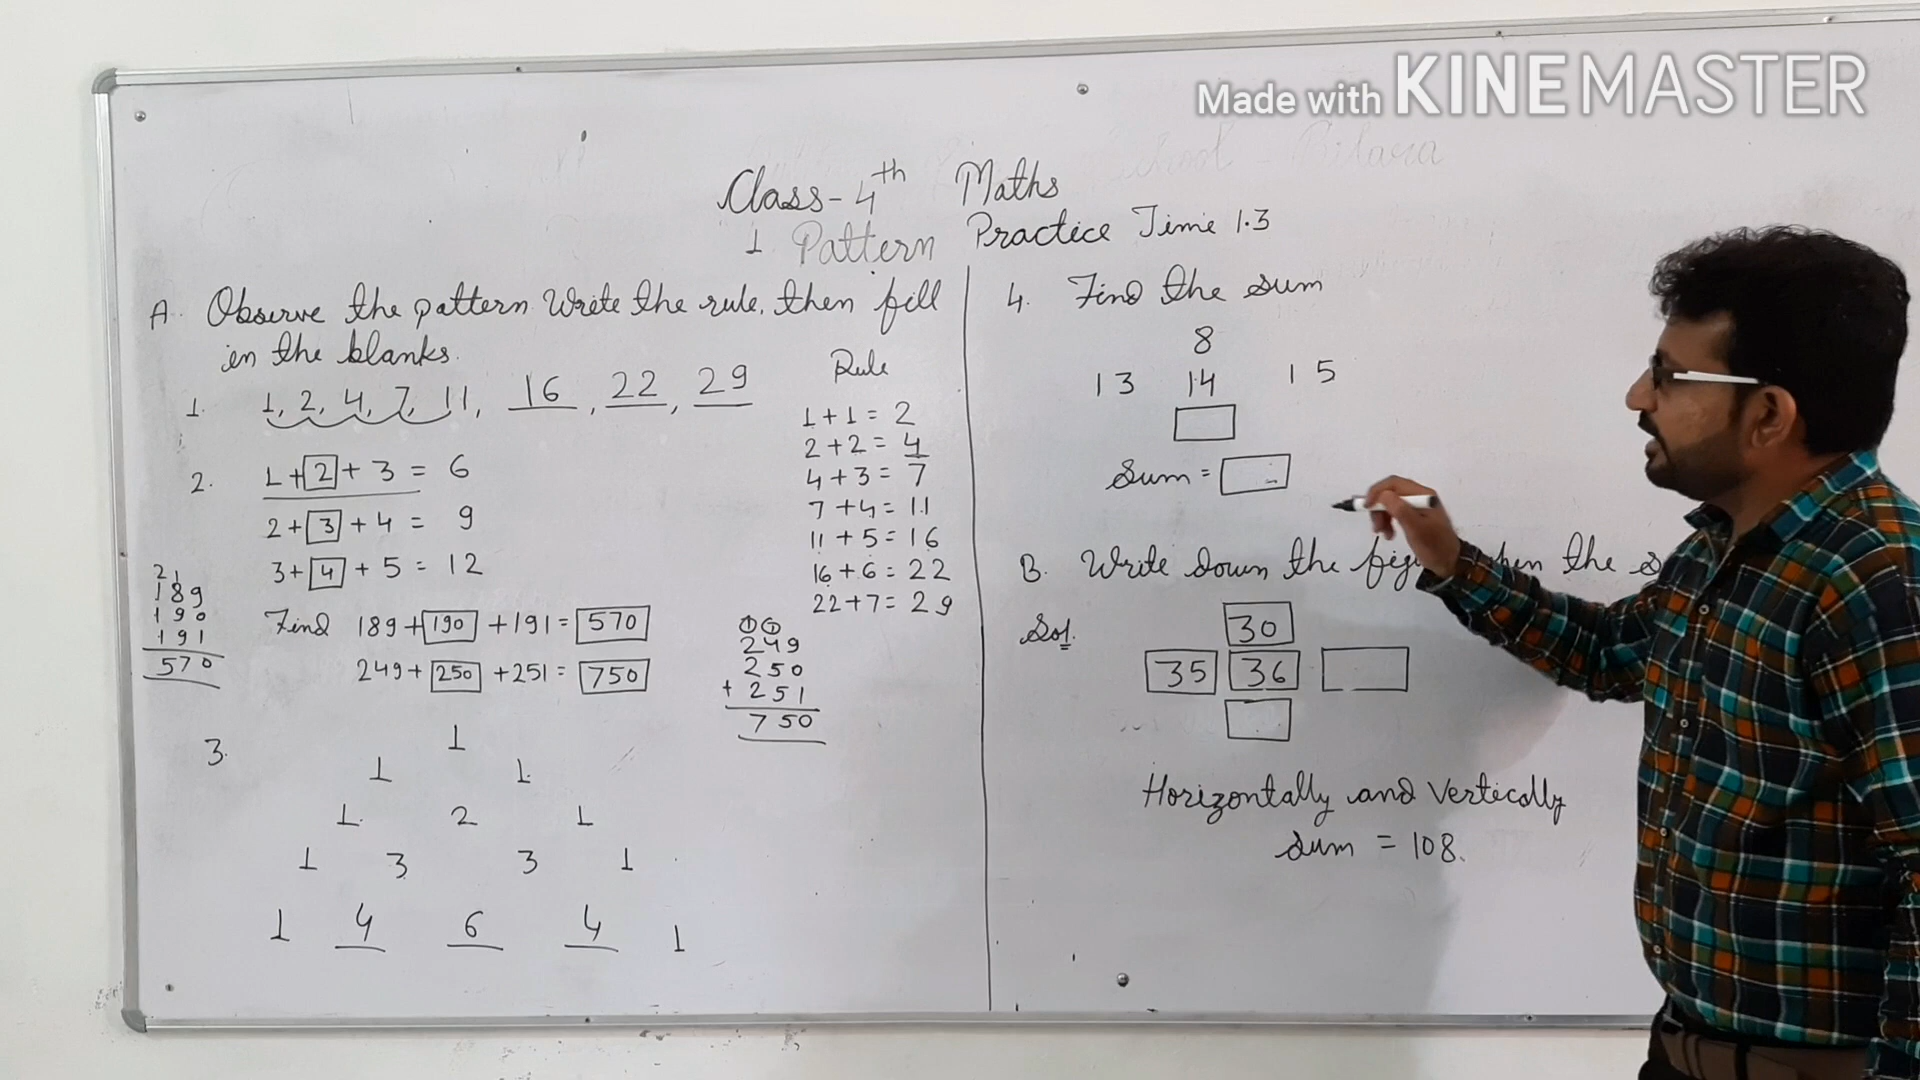 Made with KINEMASTER
Class-4th Maths
1. Pattern Practice Time 1.3
A. Observe the pattern Write the rule, then fill
in the blanks.
1. 1, 2, 4, 7, 11, 16, 22, 29
2. 1+2+3 = 6
2+3+4 = 9
3+4+5 = 12
Find 189+190+191=570
249+250+251=750
21
189
190
191
570
Rule
1+1=2
2+2=4
4+3=7
7+4=11
11+5=16
16+6=22
22+7=29
1 1
249
250
+251
750
3.
1
1 1
1 2 1
1 3 3 1
1 4 6 4 1
4. Find the sum
8
13 14 15
Sum =
B. Write down the the
Sol.
30
35 36
Horizontally and Vertically
sum = 108.